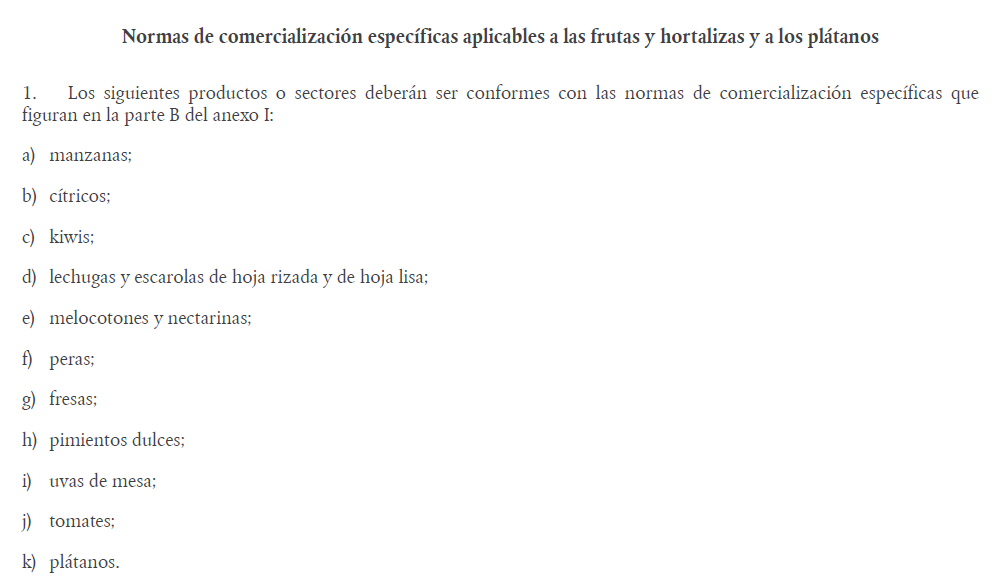 Normas de comercialización específicas aplicables a las frutas y hortalizas y a los plátanos
1. Los siguientes productos o sectores deberán ser conformes con las normas de comercialización específicas que
figuran en la parte B del anexo I:
a) manzanas;
b) cítricos;
c) kiwis;
d) lechugas y escarolas de hoja rizada y de hoja lisa;
e) melocotones y nectarinas;
f) peras;
g) fresas;
h) pimientos dulces;
i) uvas de mesa;
j) tomates;
k) plátanos.